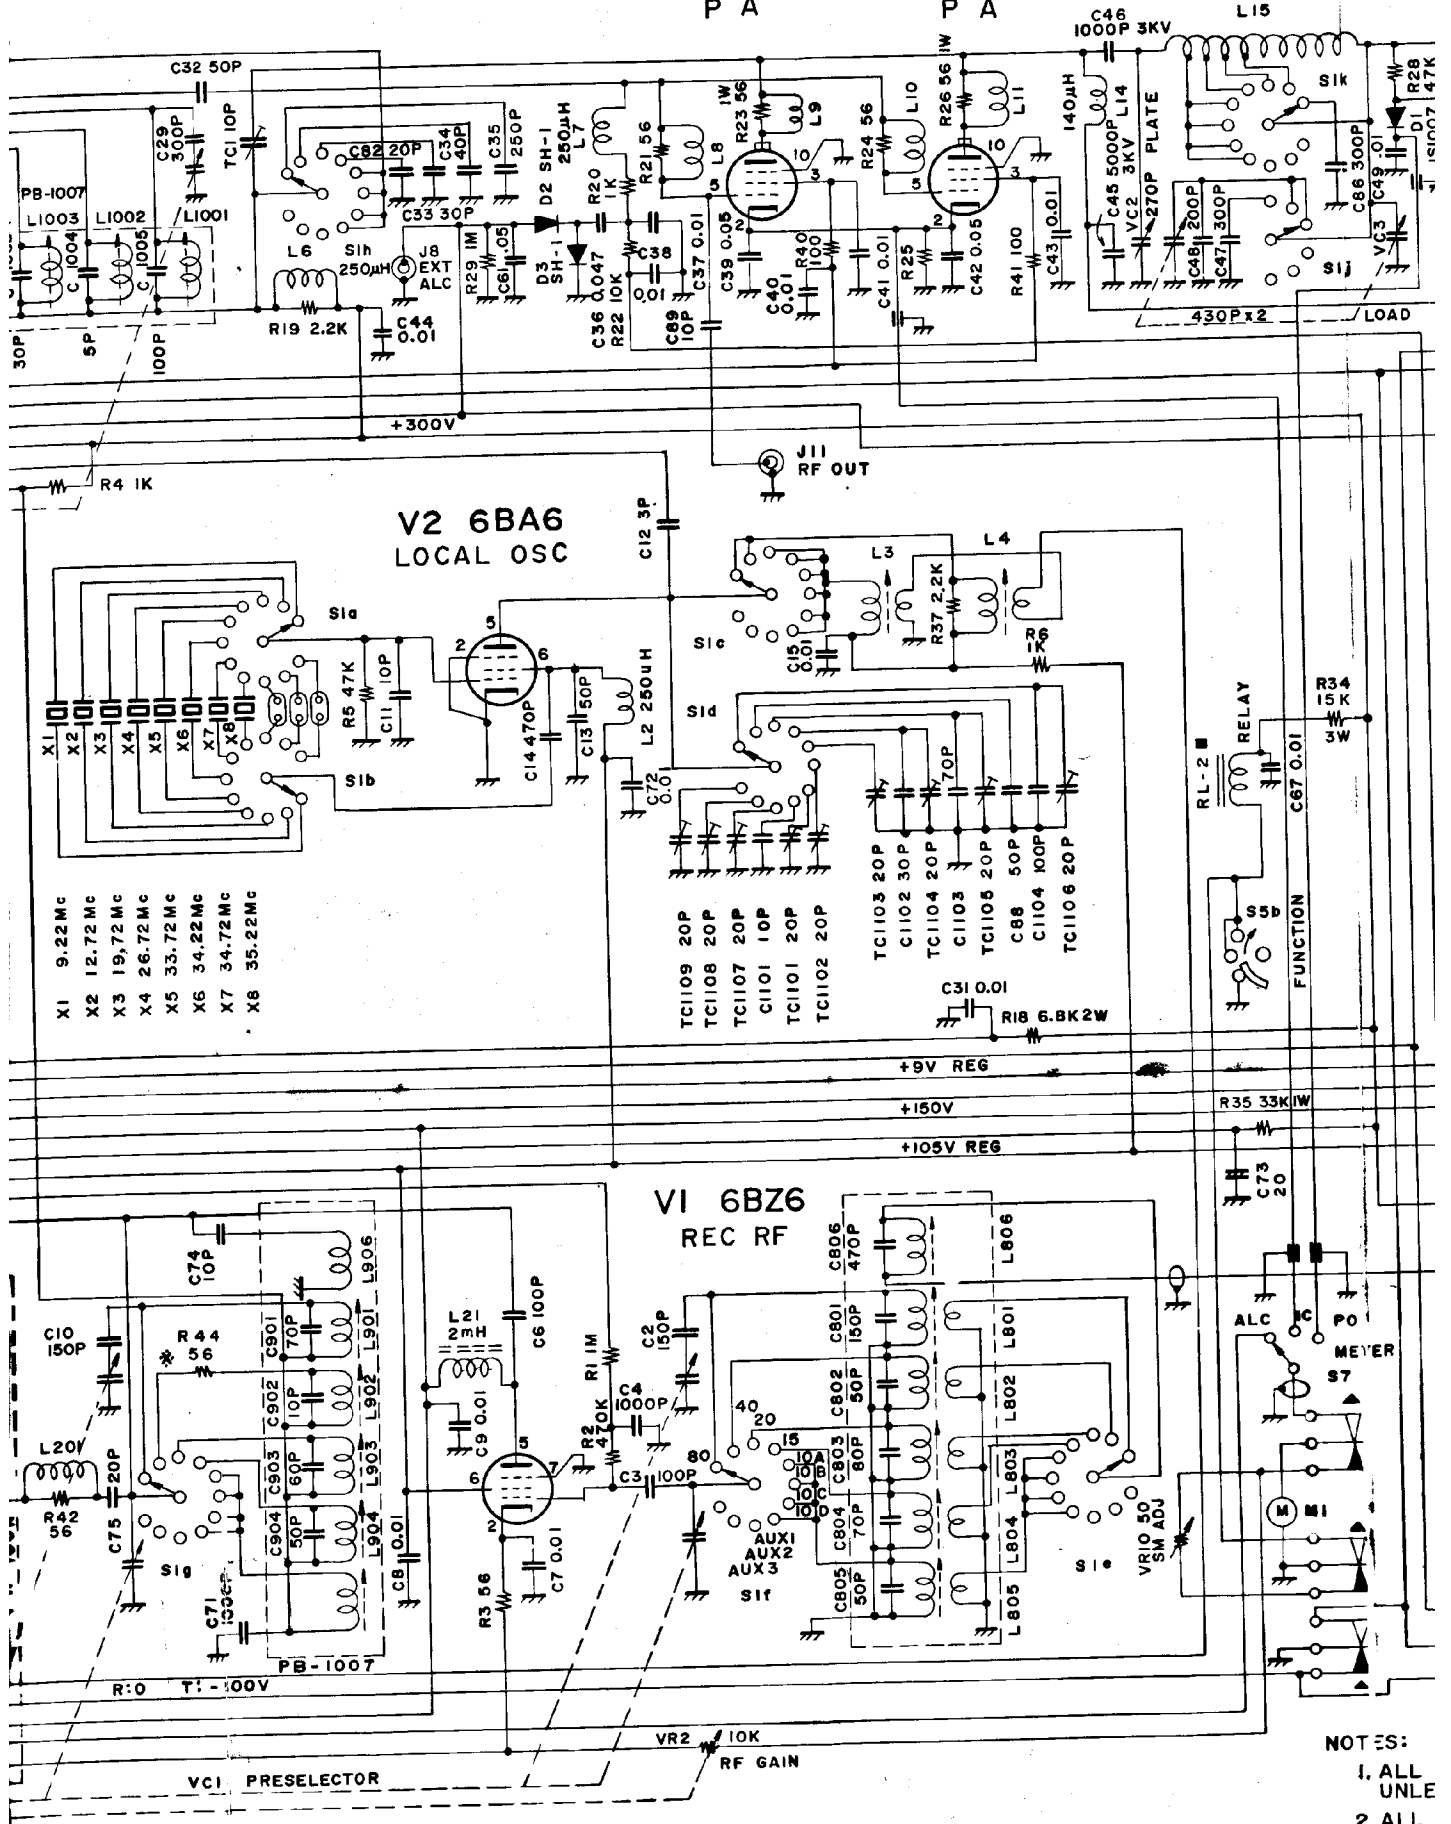 P A
P A
C46
1000P 3KV
L15
C32 50P
TC1 10P
C29
300P
C82 20P
C34
40P
C35
250P
D2 SH-1
250μH
L7
R20
1K
R21 56
L8
1W
R23 56
L9
R24 56
L10
R26 56 1W
L11
140μH
L14
C45 5000P
3KV
VC2
270P PLATE
S1k
R28
47K
D1
1S1007
C86 300P
C49 .01
PB-1007
L1003
L1002
L1001
C1004
C1005
C33 30P
S1h
L6
250μH
J8
EXT
ALC
R29 1M
C61 .05
D3
SH-1
C36 0.047
R22 10K
C38
0.01
C89
10P
C37 0.01
C39 0.05
5
10
3
2
R40
100
C40
0.01
C41 0.01
R25
5
10
3
2
C42 0.05
R41 100
C43 0.01
C48 200P
C47 300P
S1j
VC3
430P x2
LOAD
R19 2.2K
C44
0.01
30P
5P
100P
+300V
R4 1K
J11
RF OUT
V2 6BA6
LOCAL OSC
C12 3P
S1a
5
2
6
S1c
L3
L4
R37 2.2K
C15
0.01
R6
1K
R5 47K
C11 10P
C14 470P
C13 50P
L2 250uH
S1d
C72
0.01
70P
R34
15K
3W
RELAY
RL-2
C67 0.01
X1
X2
X3
X4
X5
X6
X7
X8
S1b
X1 9.22Mc
X2 12.72Mc
X3 19.72Mc
X4 26.72Mc
X5 33.72Mc
X6 34.22Mc
X7 34.72Mc
X8 35.22Mc
TC1109 20P
TC1108 20P
TC1107 20P
C1101 10P
TC1101 20P
TC1102 20P
TC1103 20P
C1102 30P
TC1104 20P
C1103
TC1105 20P
C88 50P
C1104 100P
TC1106 20P
S5b
FUNCTION
C31 0.01
R18 6.8K2W
+9V REG
+150V
R35 33K1W
+105V REG
C73
20
V1 6BZ6
REC RF
C74
10P
L906
C806
470P
L806
C10
150P
R44
56
*
C901
70P
L901
L21
2mH
C6 100P
R1 1M
C2
150P
C801
150P
L801
ALC
IC
PO
METER
S7
C902
10P
L902
C9 0.01
R2
470K
C4
1000P
40
20
15
80
10A
10B
10C
10D
C802
50P
L802
L201
R42
56
C75
20P
C903
60P
L903
5
6
7
2
C3
100P
C803
80P
L803
M
M1
S1g
C904
50P
L904
C8 0.01
R3 56
C7 0.01
AUX1
AUX2
AUX3
S1f
C804
70P
L804
S1e
VR10 50
SM ADJ
C71
1000P
C805
50P
L805
PB-1007
R:0 T:-100V
VR2 10K
RF GAIN
VC1 PRESELECTOR
NOTES:
1. ALL
UNLE
2. ALL